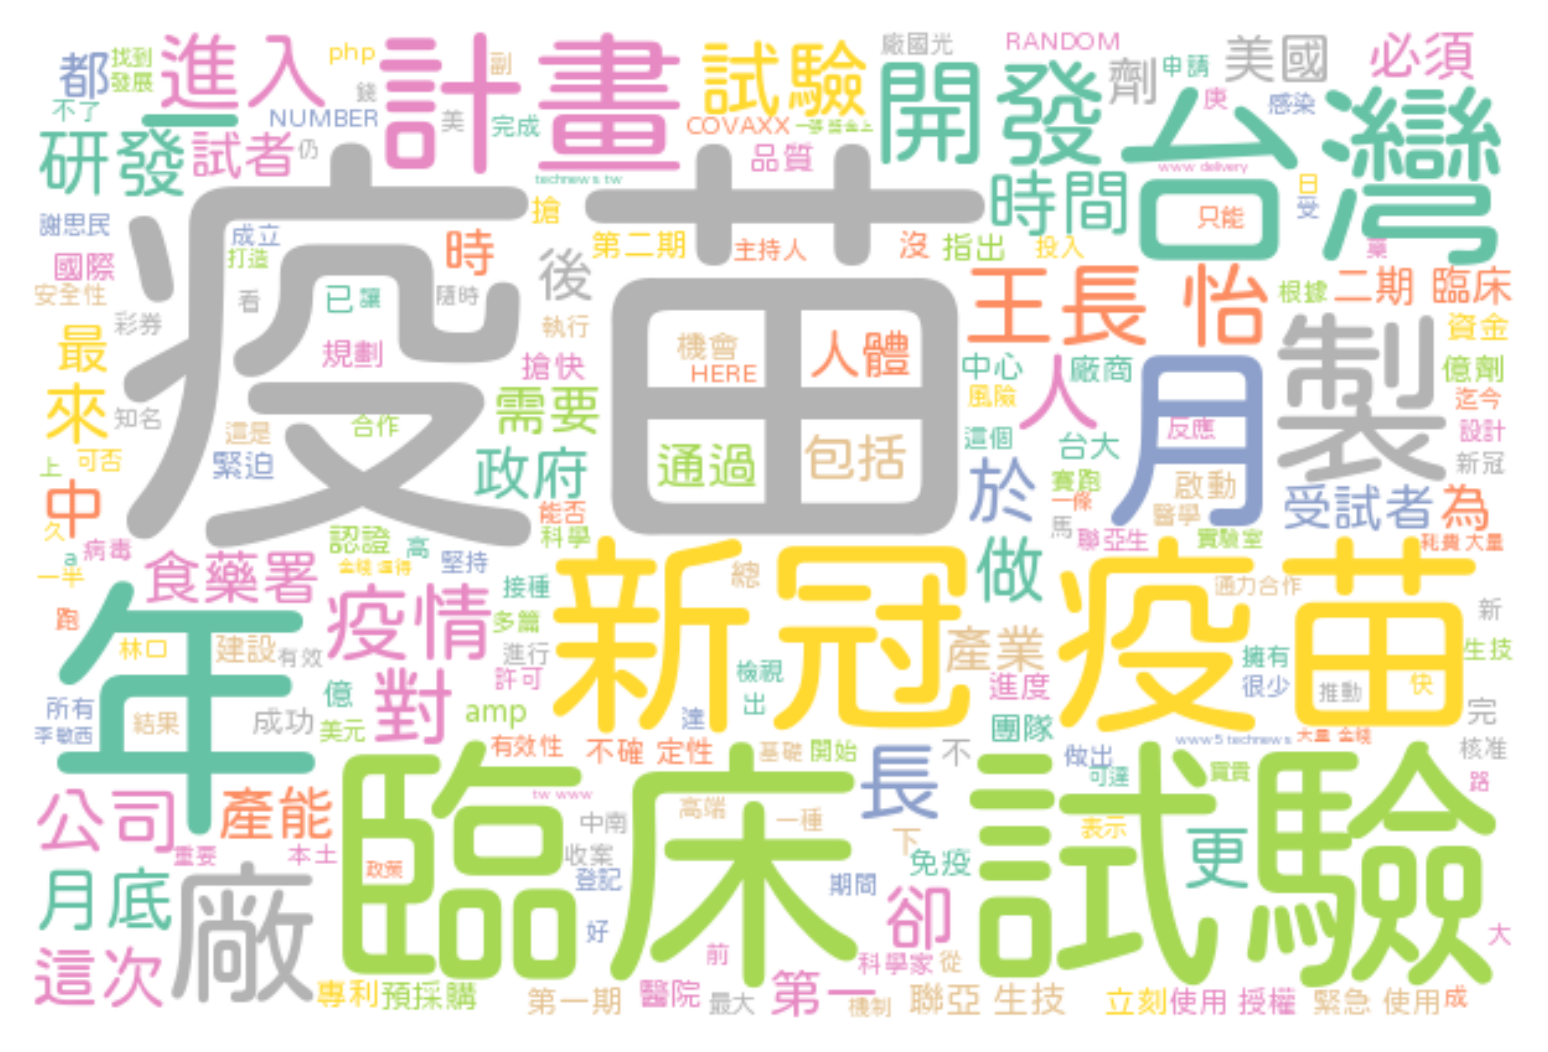 都
找到
發展
進入
php
計畫
副
錢
試驗
廠國光
開發
RANDOM
劑
申請
美國
必須
不了
NUMBER
美
完成
COVAXX
庚
感染
台灣
研發
試者
仍
品質
technews tw
www delivery
時間
日
受
只能
謝思民
成立
打造
時
搶
第二期
主持人
沒
指出
投入
藥
國際
安全性
彩券
看
已
讓
隨時
後
執行
疫苗
王長 怡
根據
二期 臨床
最
規劃
搶快
機會
HERE
人體
中心
風險
人
廠商
月
製
資金
億劑
來
知名
這是
合作
需要
通過
包括
這個
台大
反應
迄今
設計
新冠
上
可否
緊迫
政府
於
賽跑
一條
啟動
醫學
中
久
能否
馬
受試者
為
a
病毒
認證
高
科學
聯亞生
實驗室
耗費 大量
一半
食藥署
堅持
新冠 疫苗
總
做
通力合作
跑
年
疫情
接種
多篇
新
林口
建設
有效
進行
產業
擁有
生技
許可
檢視
進度
很少
推動
快
所有
李敏西
結果
成功
億
美元
對
amp
達
出
團隊
完
有效性
不確 定性
基礎
開始
長
不
做出
www5 technews
大量 金錢
核准
可達
買賣
路
公司
產能
臨床 試驗
tw www
高端
一種
中南
下
表示
更
重要
本土
政策
收案
登記
期間
免疫
月底
廠
好
卻
大
前
科學家
從
這次
專利
預採購
第一期
醫院
最大
第一
機制
聯亞 生技
立刻
使用 授權
緊急 使用
成